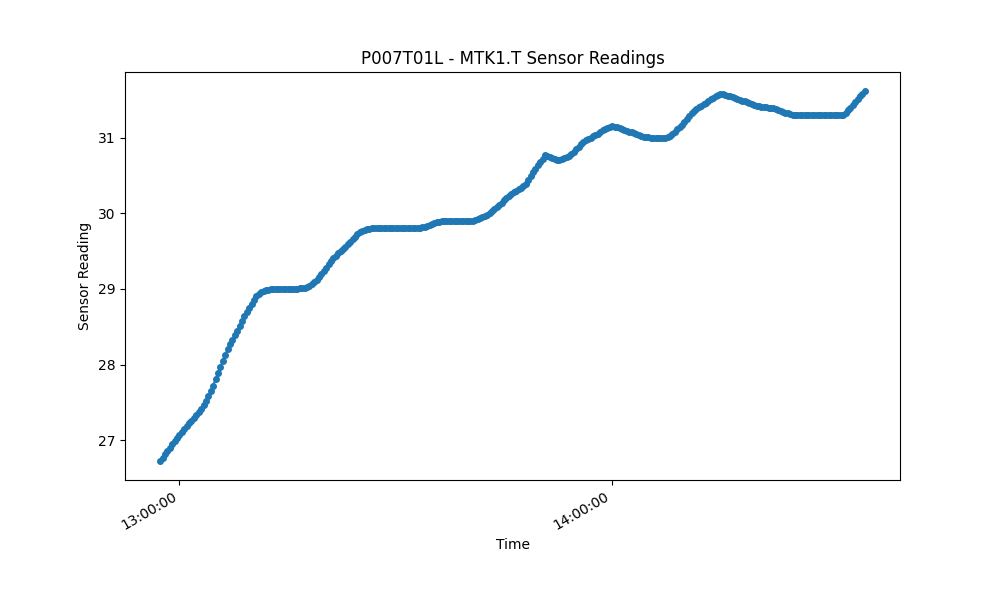 P007T01L - MTK1.T Sensor Readings
31
30
29
28
27
Sensor Reading
13:00:00
14:00:00
Time